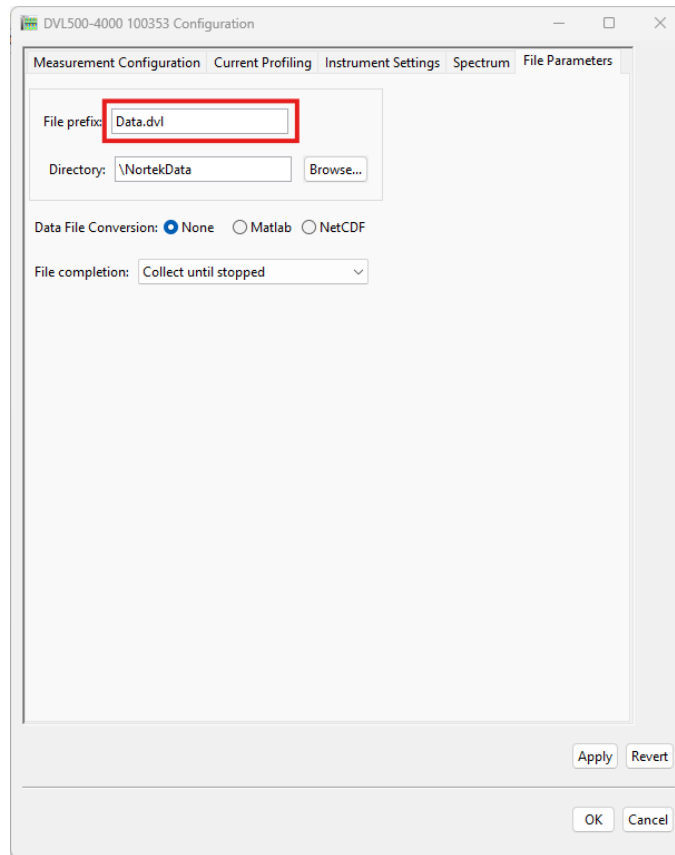 DVL500-4000 100353 Configuration
Measurement Configuration Current Profiling Instrument Settings Spectrum File Parameters
File prefix: Data.dvl
Directory: \NortekData Browse...
Data File Conversion: None Matlab NetCDF
File completion: Collect until stopped
Apply Revert
OK Cancel